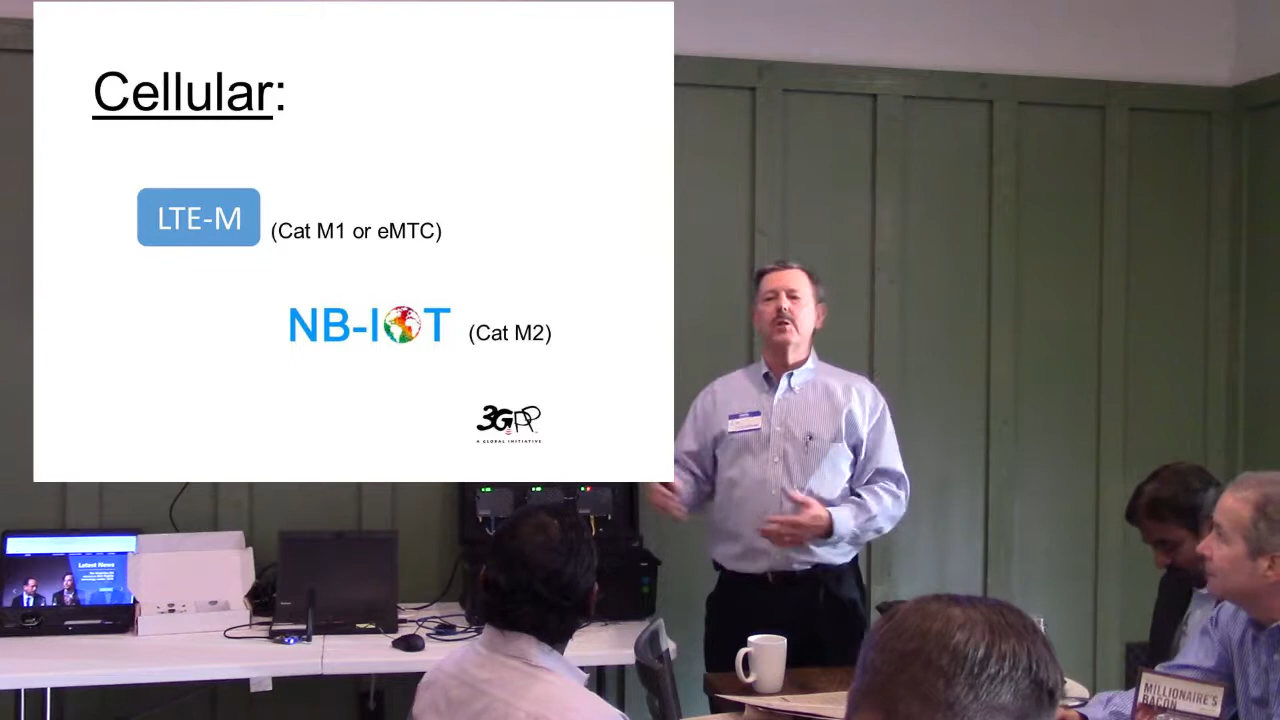 Cellular:
LTE-M (Cat M1 or eMTC)
NB-IOT (Cat M2)
3GPP
A GLOBAL INITIATIVE
Latest News
MILLIONAIRE'S
BACON